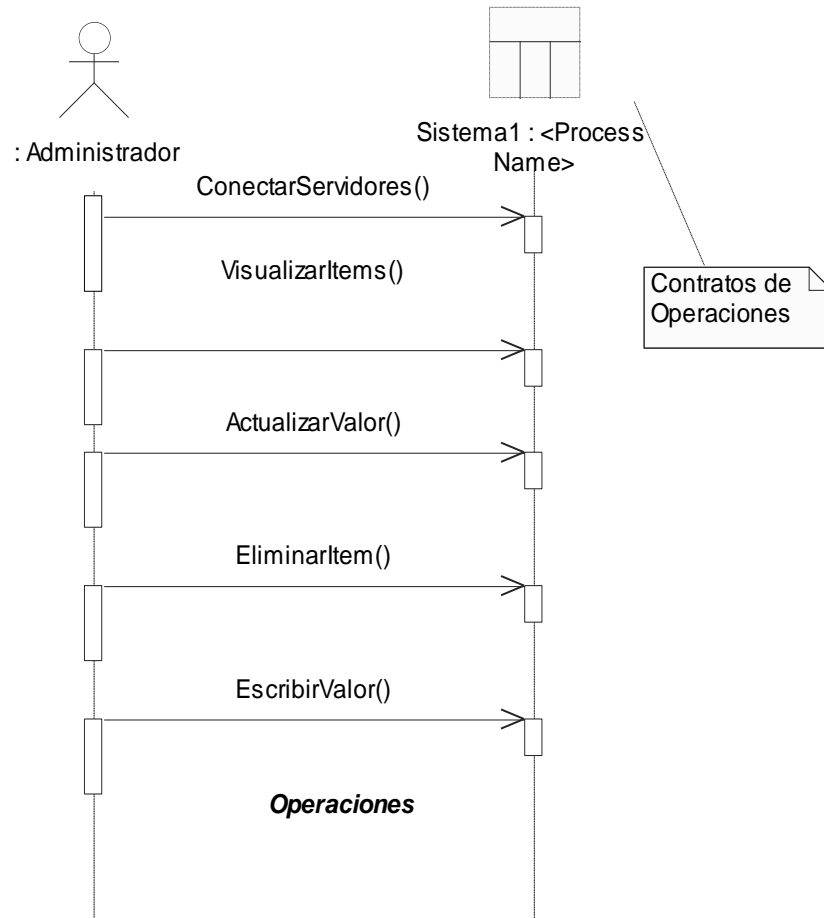 : Administrador
Sistema1 : <Process
Name>
ConectarServidores()
VisualizarItems()
Contratos de
Operaciones
ActualizarValor()
EliminarItem()
EscribirValor()
Operaciones